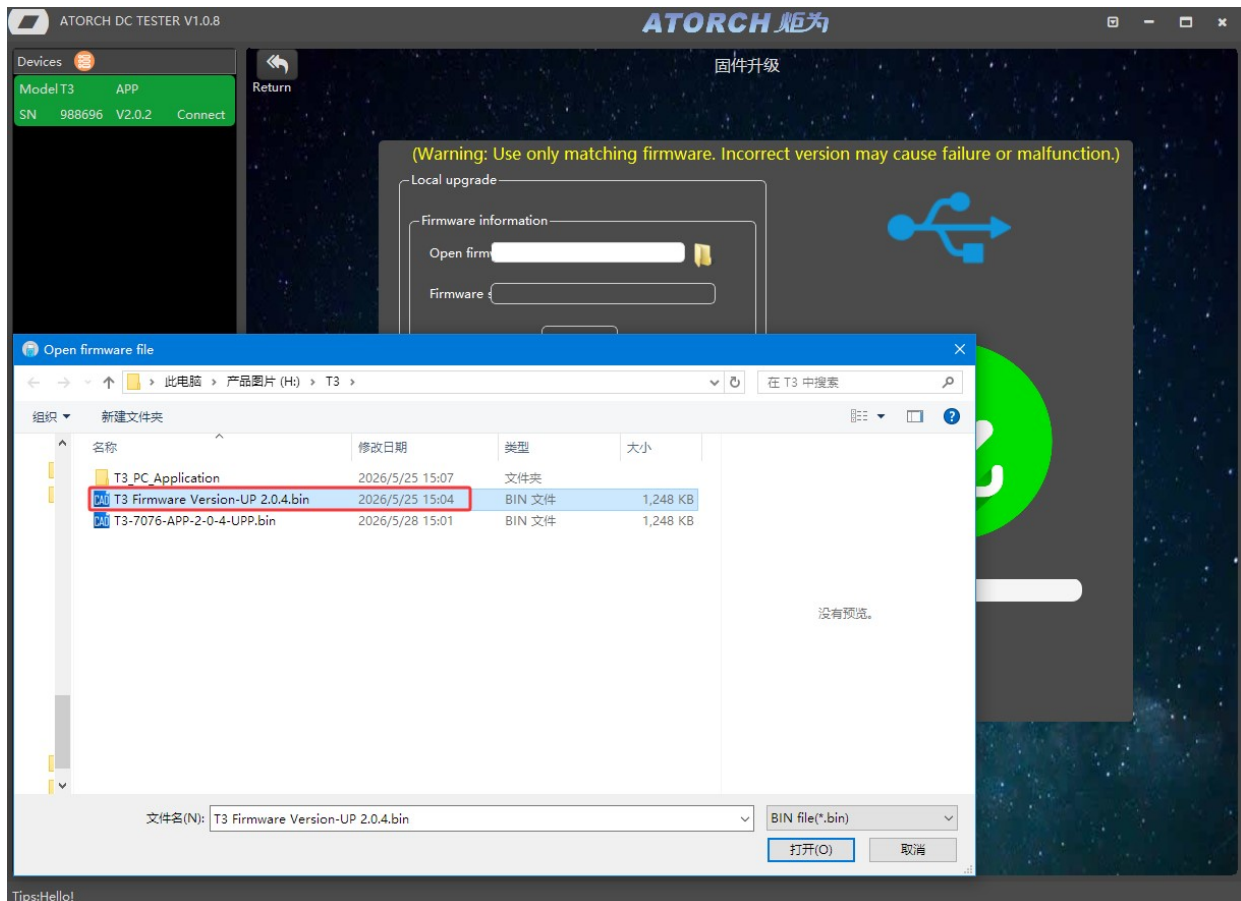 ATORCH DC TESTER V1.0.8
ATORCH 炬为
Devices
Model T3 APP
SN 988696 V2.0.2 Connect
Return
固件升级
(Warning: Use only matching firmware. Incorrect version may cause failure or malfunction.)
Local upgrade
Firmware information
Open firm
Firmware s
Open firmware file
此电脑 › 产品图片 (H:) › T3 ›
在 T3 中搜索
组织 新建文件夹
名称 修改日期 类型 大小
T3_PC_Application 2026/5/25 15:07 文件夹
CAD T3 Firmware Version-UP 2.0.4.bin 2026/5/25 15:04 BIN 文件 1,248 KB
CAD T3-7076-APP-2-0-4-UPP.bin 2026/5/28 15:01 BIN 文件 1,248 KB
没有预览。
文件名(N): T3 Firmware Version-UP 2.0.4.bin BIN file(*.bin)
打开(O) 取消
Tips:Hello!